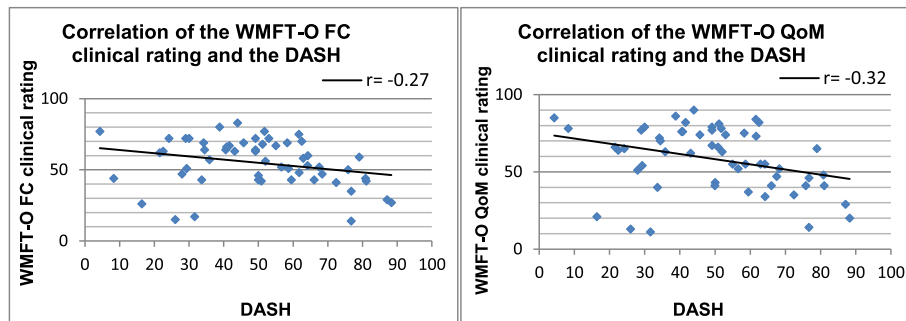 Correlation of the WMFT-O FC
clinical rating and the DASH
r= -0.27
WMFT-O FC clinical rating
100
50
0
0 10 20 30 40 50 60 70 80 90 100
DASH
Correlation of the WMFT-O QoM
clinical rating and the DASH
r= -0.32
WMFT-O QoM clinical rating
100
50
0
0 10 20 30 40 50 60 70 80 90 100
DASH